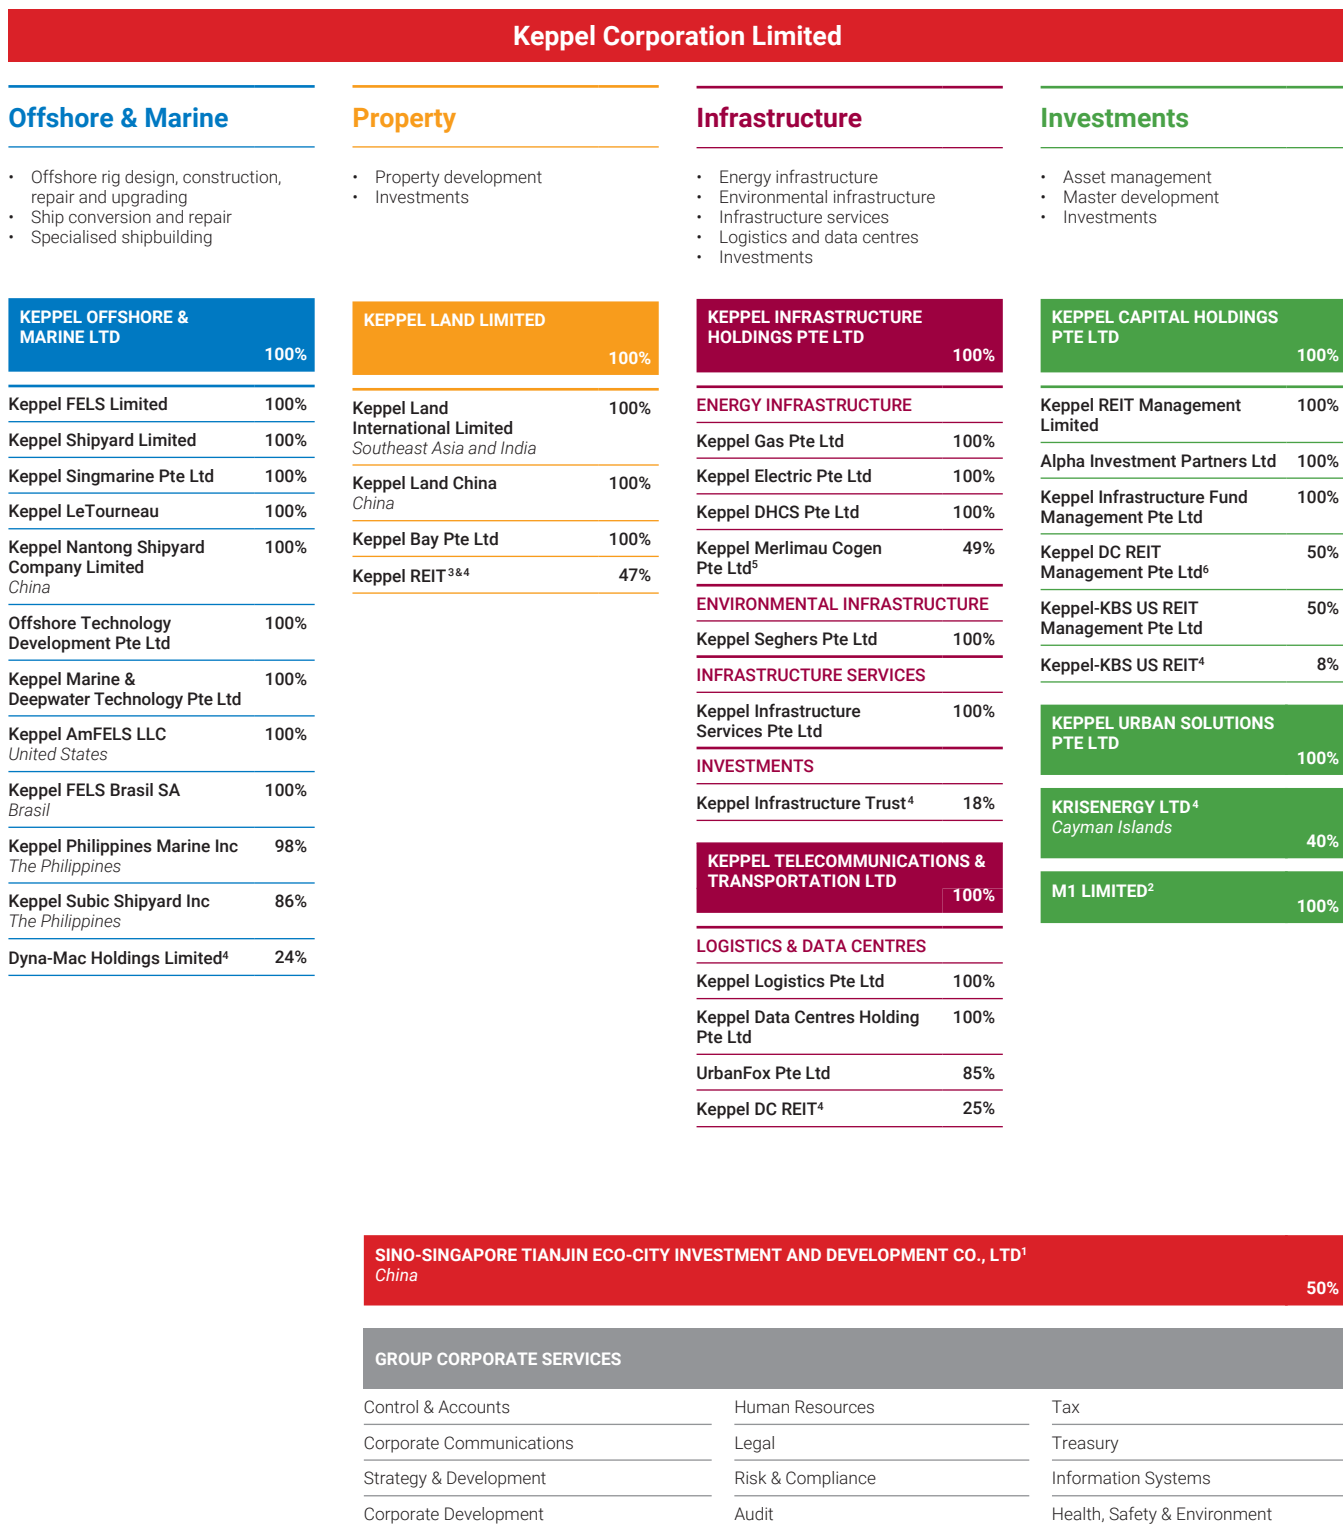 Keppel Corporation Limited
Offshore & Marine
• Offshore rig design, construction,
repair and upgrading
• Ship conversion and repair
• Specialised shipbuilding
KEPPEL OFFSHORE &
MARINE LTD
100%
Keppel FELS Limited 100%
Keppel Shipyard Limited 100%
Keppel Singmarine Pte Ltd 100%
Keppel LeTourneau 100%
Keppel Nantong Shipyard 100%
Company Limited
China
Offshore Technology 100%
Development Pte Ltd
Keppel Marine & 100%
Deepwater Technology Pte Ltd
Keppel AmFELS LLC 100%
United States
Keppel FELS Brasil SA 100%
Brasil
Keppel Philippines Marine Inc 98%
The Philippines
Keppel Subic Shipyard Inc 86%
The Philippines
Dyna-Mac Holdings Limited⁴ 24%
Property
• Property development
• Investments
KEPPEL LAND LIMITED
100%
Keppel Land 100%
International Limited
Southeast Asia and India
Keppel Land China 100%
China
Keppel Bay Pte Ltd 100%
Keppel REIT³&⁴ 47%
Infrastructure
• Energy infrastructure
• Environmental infrastructure
• Infrastructure services
• Logistics and data centres
• Investments
KEPPEL INFRASTRUCTURE
HOLDINGS PTE LTD
100%
ENERGY INFRASTRUCTURE
Keppel Gas Pte Ltd 100%
Keppel Electric Pte Ltd 100%
Keppel DHCS Pte Ltd 100%
Keppel Merlimau Cogen 49%
Pte Ltd⁵
ENVIRONMENTAL INFRASTRUCTURE
Keppel Seghers Pte Ltd 100%
INFRASTRUCTURE SERVICES
Keppel Infrastructure 100%
Services Pte Ltd
INVESTMENTS
Keppel Infrastructure Trust⁴ 18%
KEPPEL TELECOMMUNICATIONS &
TRANSPORTATION LTD
100%
LOGISTICS & DATA CENTRES
Keppel Logistics Pte Ltd 100%
Keppel Data Centres Holding 100%
Pte Ltd
UrbanFox Pte Ltd 85%
Keppel DC REIT⁴ 25%
Investments
• Asset management
• Master development
• Investments
KEPPEL CAPITAL HOLDINGS
PTE LTD
100%
Keppel REIT Management 100%
Limited
Alpha Investment Partners Ltd 100%
Keppel Infrastructure Fund 100%
Management Pte Ltd
Keppel DC REIT 50%
Management Pte Ltd⁶
Keppel-KBS US REIT 50%
Management Pte Ltd
Keppel-KBS US REIT⁴ 8%
KEPPEL URBAN SOLUTIONS
PTE LTD
100%
KRISENERGY LTD⁴
Cayman Islands
40%
M1 LIMITED²
100%
SINO-SINGAPORE TIANJIN ECO-CITY INVESTMENT AND DEVELOPMENT CO., LTD¹
China
50%
GROUP CORPORATE SERVICES
Control & Accounts
Corporate Communications
Strategy & Development
Corporate Development
Human Resources
Legal
Risk & Compliance
Audit
Tax
Treasury
Information Systems
Health, Safety & Environment